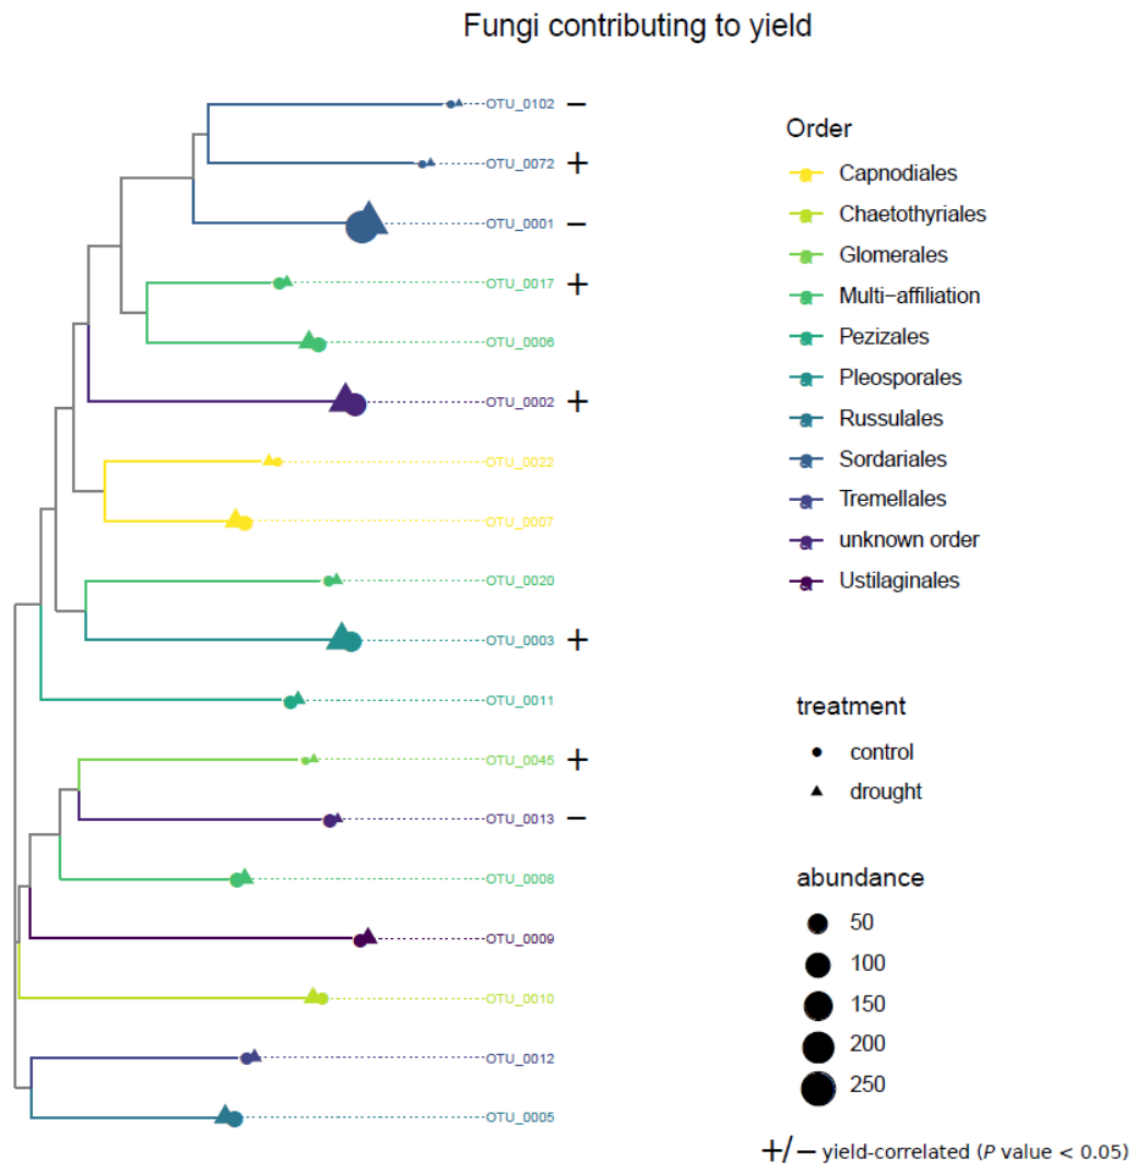 Fungi contributing to yield
OTU_0102 −
OTU_0072 +
OTU_0001 −
OTU_0017 +
OTU_0006
OTU_0002 +
OTU_0022
OTU_0007
OTU_0020
OTU_0003 +
OTU_0011
OTU_0045 +
OTU_0013 −
OTU_0008
OTU_0009
OTU_0010
OTU_0012
OTU_0005
Order
a Capnodiales
a Chaetothyriales
a Glomerales
a Multi−affiliation
a Pezizales
a Pleosporales
a Russulales
a Sordariales
a Tremellales
a unknown order
a Ustilaginales
treatment
control
drought
abundance
50
100
150
200
250
+/− yield-correlated (P value < 0.05)